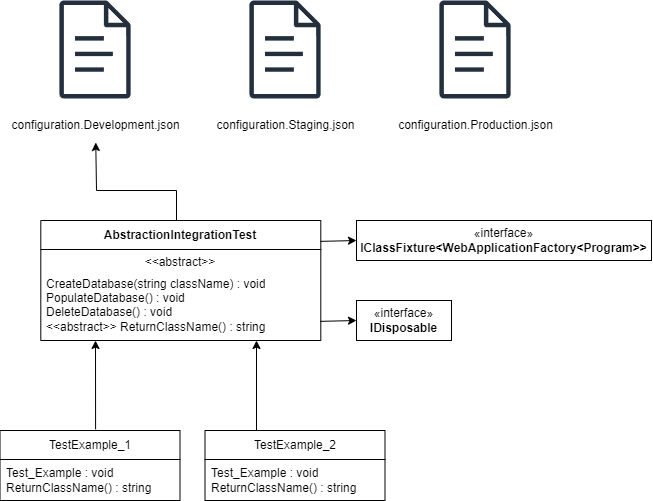 configuration.Development.json
configuration.Staging.json
configuration.Production.json
AbstractionIntegrationTest
<<abstract>>
CreateDatabase(string className) : void
PopulateDatabase() : void
DeleteDatabase() : void
<<abstract>> ReturnClassName() : string
«interface»
IClassFixture<WebApplicationFactory<Program>>
«interface»
IDisposable
TestExample_1
Test_Example : void
ReturnClassName() : string
TestExample_2
Test_Example : void
ReturnClassName() : string